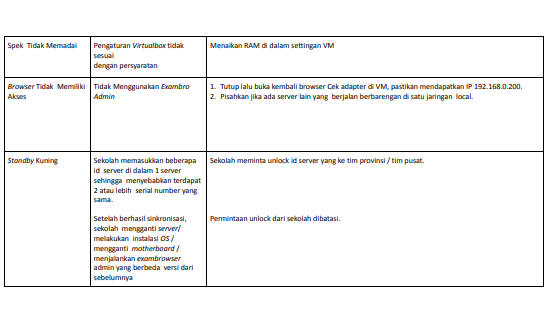 Spek Tidak Memadai
Pengaturan Virtualbox tidak
sesuai
dengan persyaratan
Menaikan RAM di dalam settingan VM
Browser Tidak Memiliki
Akses
Tidak Menggunakan Exambro
Admin
1. Tutup lalu buka kembali browser Cek adapter di VM, pastikan mendapatkan IP 192.168.0.200.
2. Pisahkan jika ada server lain yang berjalan berbarengan di satu jaringan local.
Standby Kuning
Sekolah memasukkan beberapa
id server di dalam 1 server
sehingga menyebabkan terdapat
2 atau lebih serial number yang
sama.
Sekolah meminta unlock id server yang ke tim provinsi / tim pusat.
Setelah berhasil sinkronisasi,
sekolah mengganti server/
melakukan instalasi OS /
mengganti motherboard /
menjalankan exambrowser
admin yang berbeda versi dari
sebelumnya
Permintaan unlock dari sekolah dibatasi.